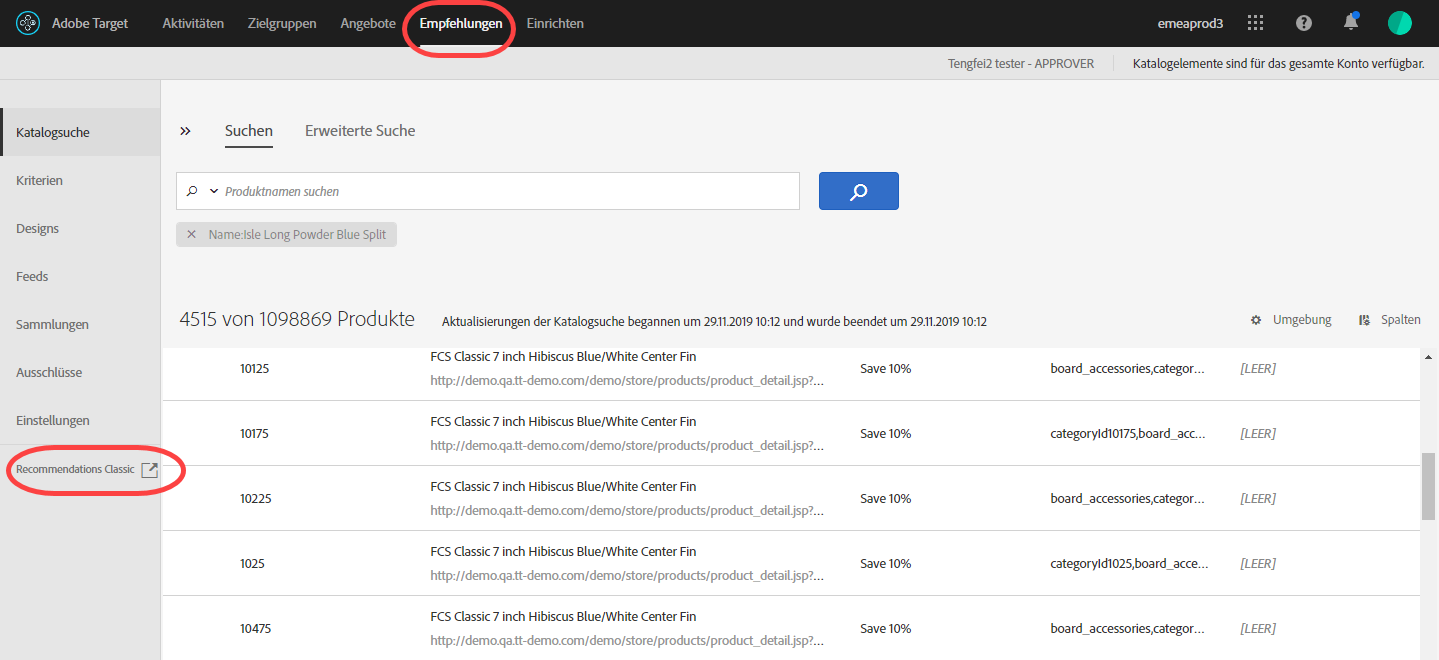 Adobe Target Aktivitäten Zielgruppen Angebote Empfehlungen Einrichten emeaprod3
Tengfei2 tester - APPROVER Katalogelemente sind für das gesamte Konto verfügbar.
Katalogsuche
Kriterien
Designs
Feeds
Sammlungen
Ausschlüsse
Einstellungen
Recommendations Classic
Suchen Erweiterte Suche
Produktnamen suchen
Name:Isle Long Powder Blue Split
4515 von 1098869 Produkte Aktualisierungen der Katalogsuche begannen um 29.11.2019 10:12 und wurde beendet um 29.11.2019 10:12 Umgebung Spalten
FCS Classic 7 inch Hibiscus Blue/White Center Fin
10125 Save 10% board_accessories,categor... [LEER]
http://demo.qa.tt-demo.com/demo/store/products/product_detail.jsp?...
FCS Classic 7 inch Hibiscus Blue/White Center Fin
10175 Save 10% categoryId10175,board_acc... [LEER]
http://demo.qa.tt-demo.com/demo/store/products/product_detail.jsp?...
FCS Classic 7 inch Hibiscus Blue/White Center Fin
10225 Save 10% board_accessories,categor... [LEER]
http://demo.qa.tt-demo.com/demo/store/products/product_detail.jsp?...
FCS Classic 7 inch Hibiscus Blue/White Center Fin
1025 Save 10% categoryId1025,board_acce... [LEER]
http://demo.qa.tt-demo.com/demo/store/products/product_detail.jsp?...
FCS Classic 7 inch Hibiscus Blue/White Center Fin
10475 Save 10% board_accessories,categor... [LEER]
http://demo.qa.tt-demo.com/demo/store/products/product_detail.jsp?...